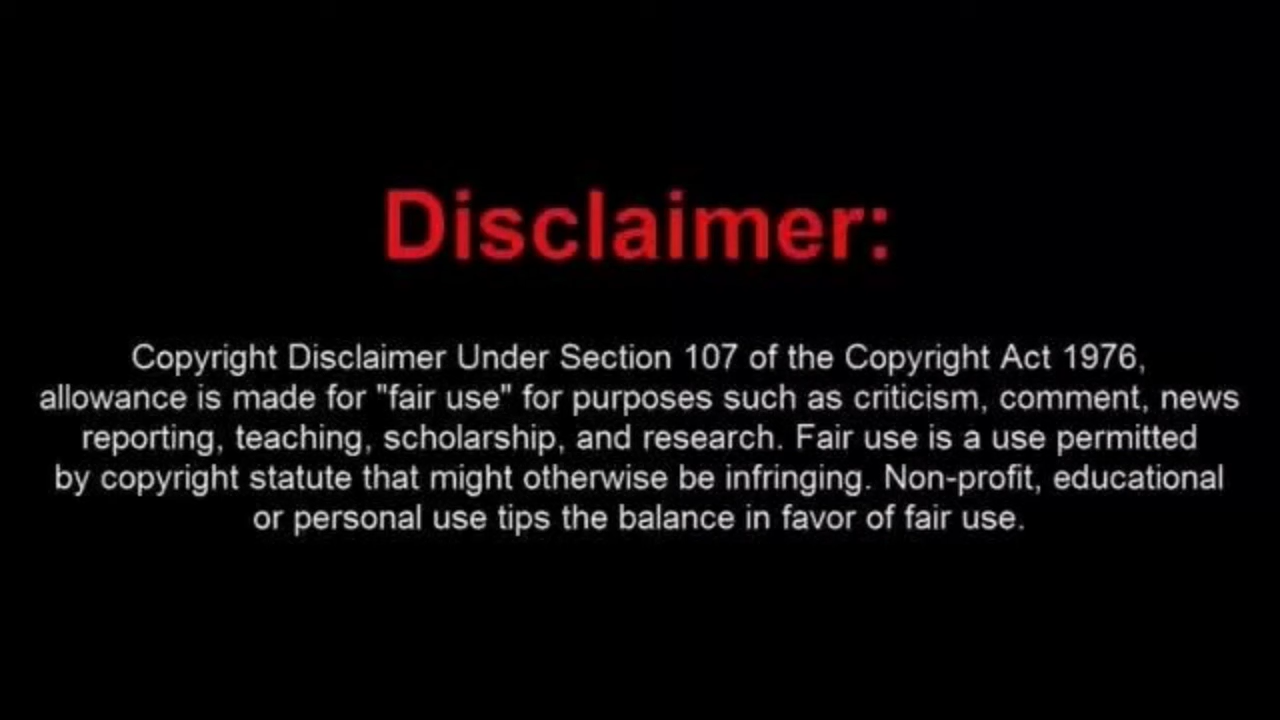 Disclaimer:
Copyright Disclaimer Under Section 107 of the Copyright Act 1976,
allowance is made for "fair use" for purposes such as criticism, comment, news
reporting, teaching, scholarship, and research. Fair use is a use permitted
by copyright statute that might otherwise be infringing. Non-profit, educational
or personal use tips the balance in favor of fair use.